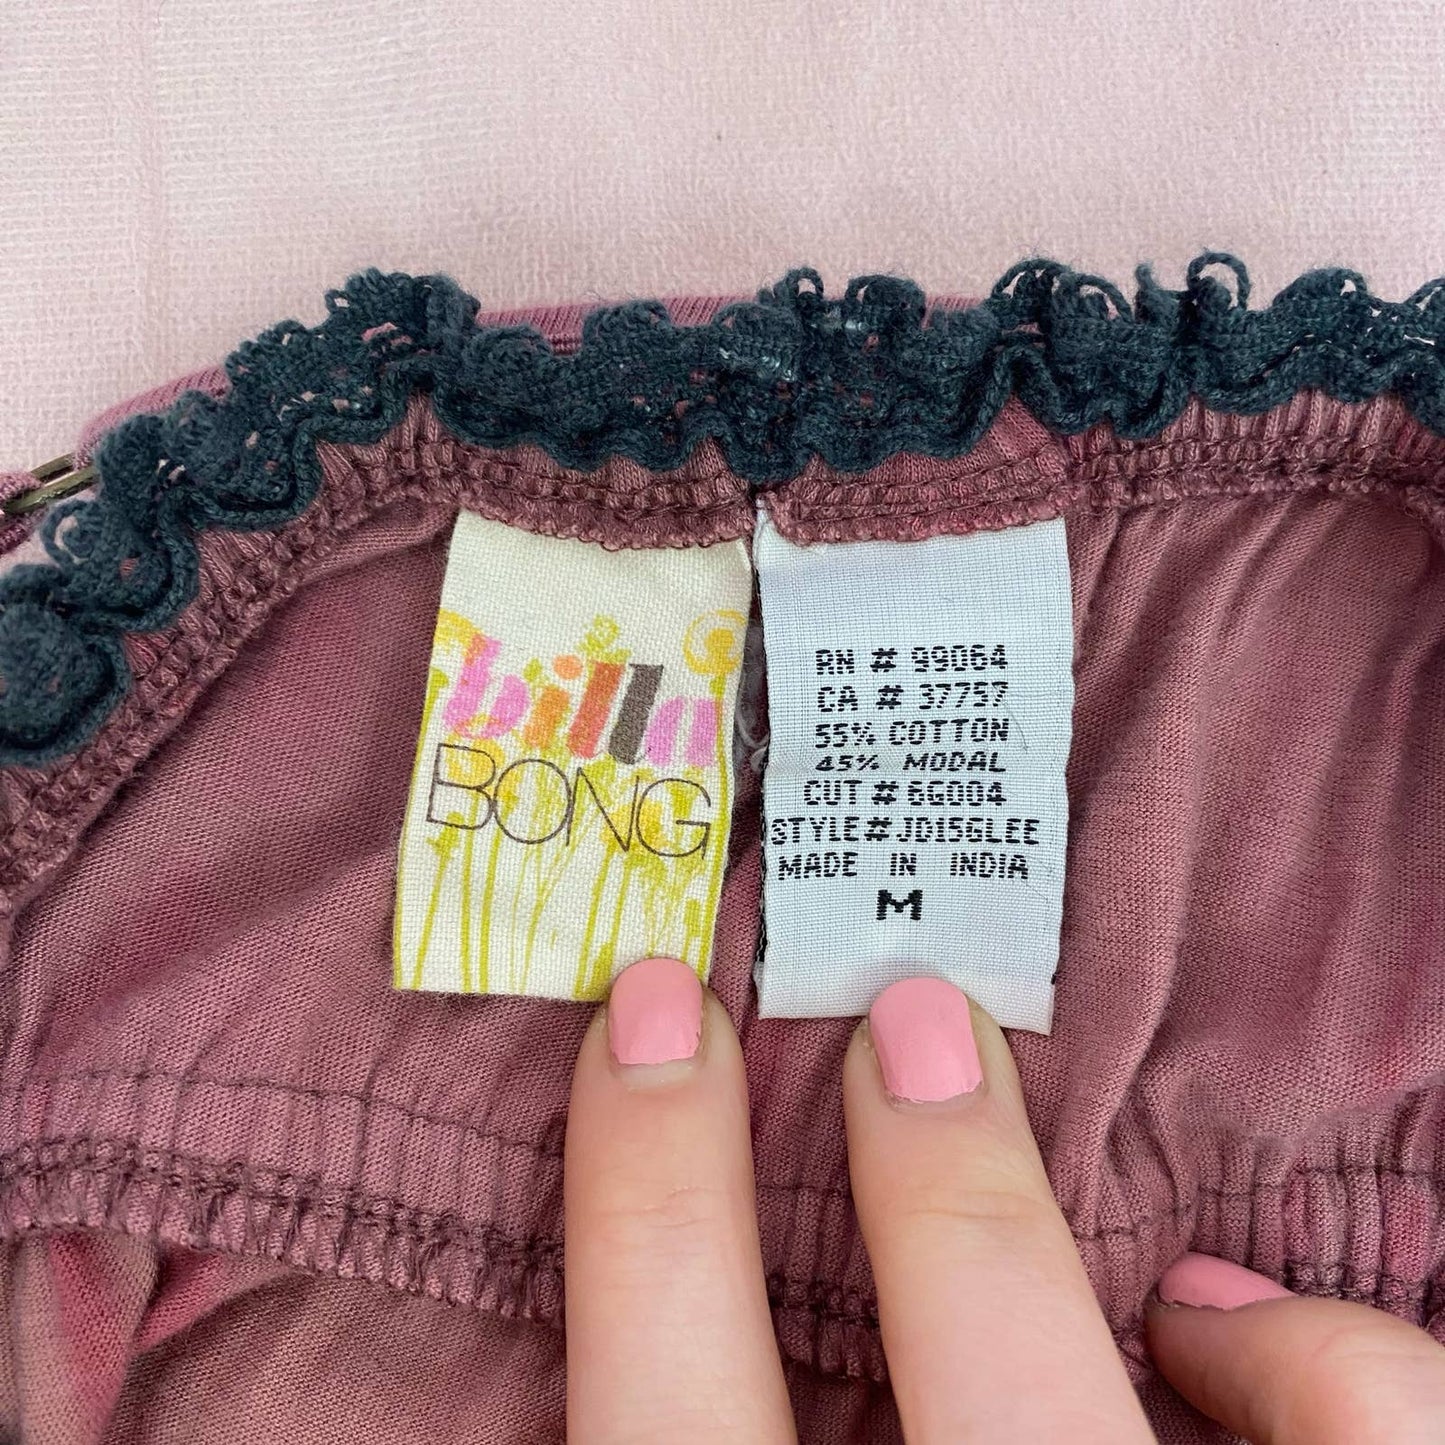 billa
BONG
RN # 99064
CA # 37757
55% COTTON
45% MODAL
CUT # 6G004
STYLE# JD15GLEE
MADE IN INDIA
M